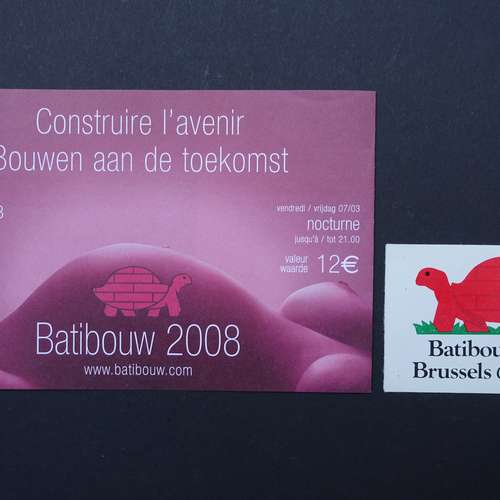 Construire l'avenir
Bouwen aan de toekomst
vendredi / vrijdag 07/03
nocturne
jusqu'à / tot 21.00
valeur
waarde 12€
Batibouw 2008
www.batibouw.com
Brussels